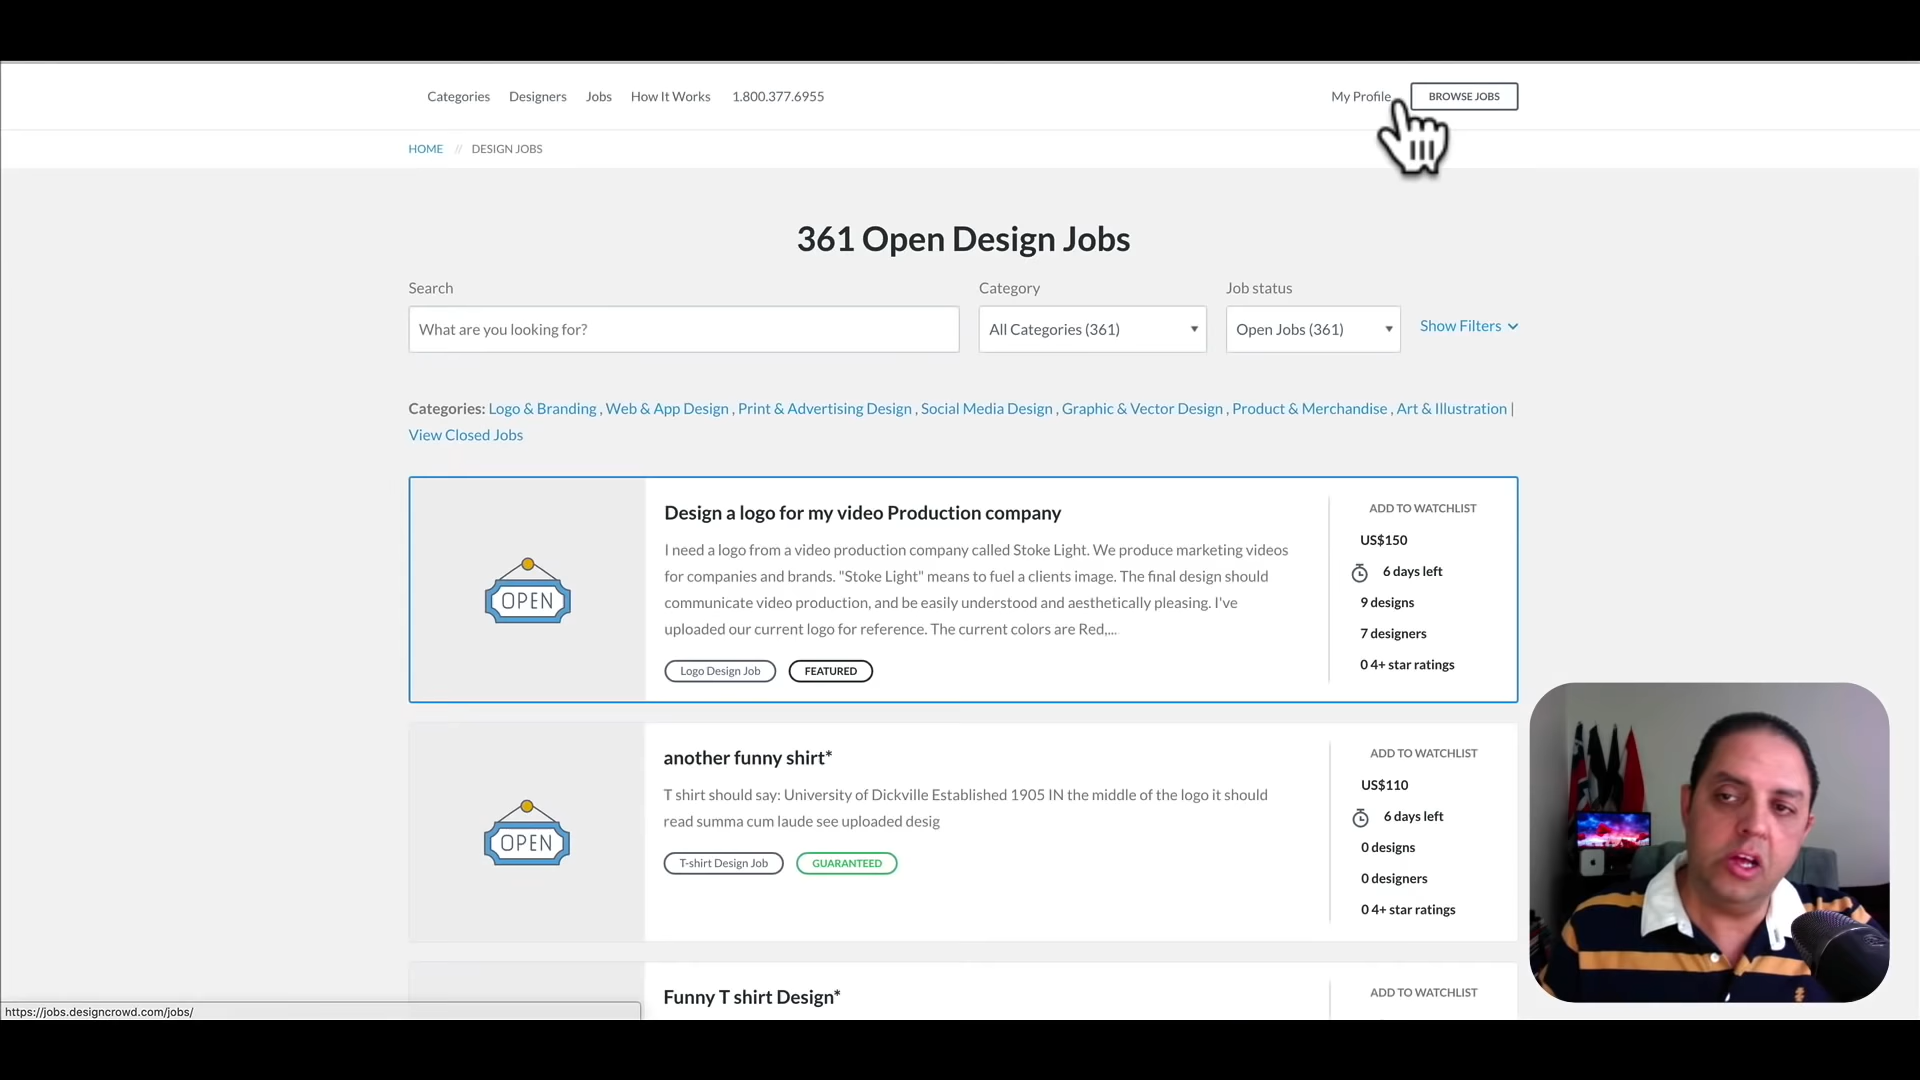 Categories Designers Jobs How It Works 1.800.377.6955 My Profile BROWSE JOBS
HOME // DESIGN JOBS
361 Open Design Jobs
Search Category Job status
What are you looking for? All Categories (361) Open Jobs (361) Show Filters
Categories: Logo & Branding , Web & App Design , Print & Advertising Design , Social Media Design , Graphic & Vector Design , Product & Merchandise , Art & Illustration |
View Closed Jobs
OPEN
Design a logo for my video Production company
I need a logo from a video production company called Stoke Light. We produce marketing videos
for companies and brands. "Stoke Light" means to fuel a clients image. The final design should
communicate video production, and be easily understood and aesthetically pleasing. I've
uploaded our current logo for reference. The current colors are Red,...
Logo Design Job FEATURED
ADD TO WATCHLIST
US$150
6 days left
9 designs
7 designers
0 4+ star ratings
OPEN
another funny shirt*
T shirt should say: University of Dickville Established 1905 IN the middle of the logo it should
read summa cum laude see uploaded desig
T-shirt Design Job GUARANTEED
ADD TO WATCHLIST
US$110
6 days left
0 designs
0 designers
0 4+ star ratings
Funny T shirt Design*
ADD TO WATCHLIST
https://jobs.designcrowd.com/jobs/